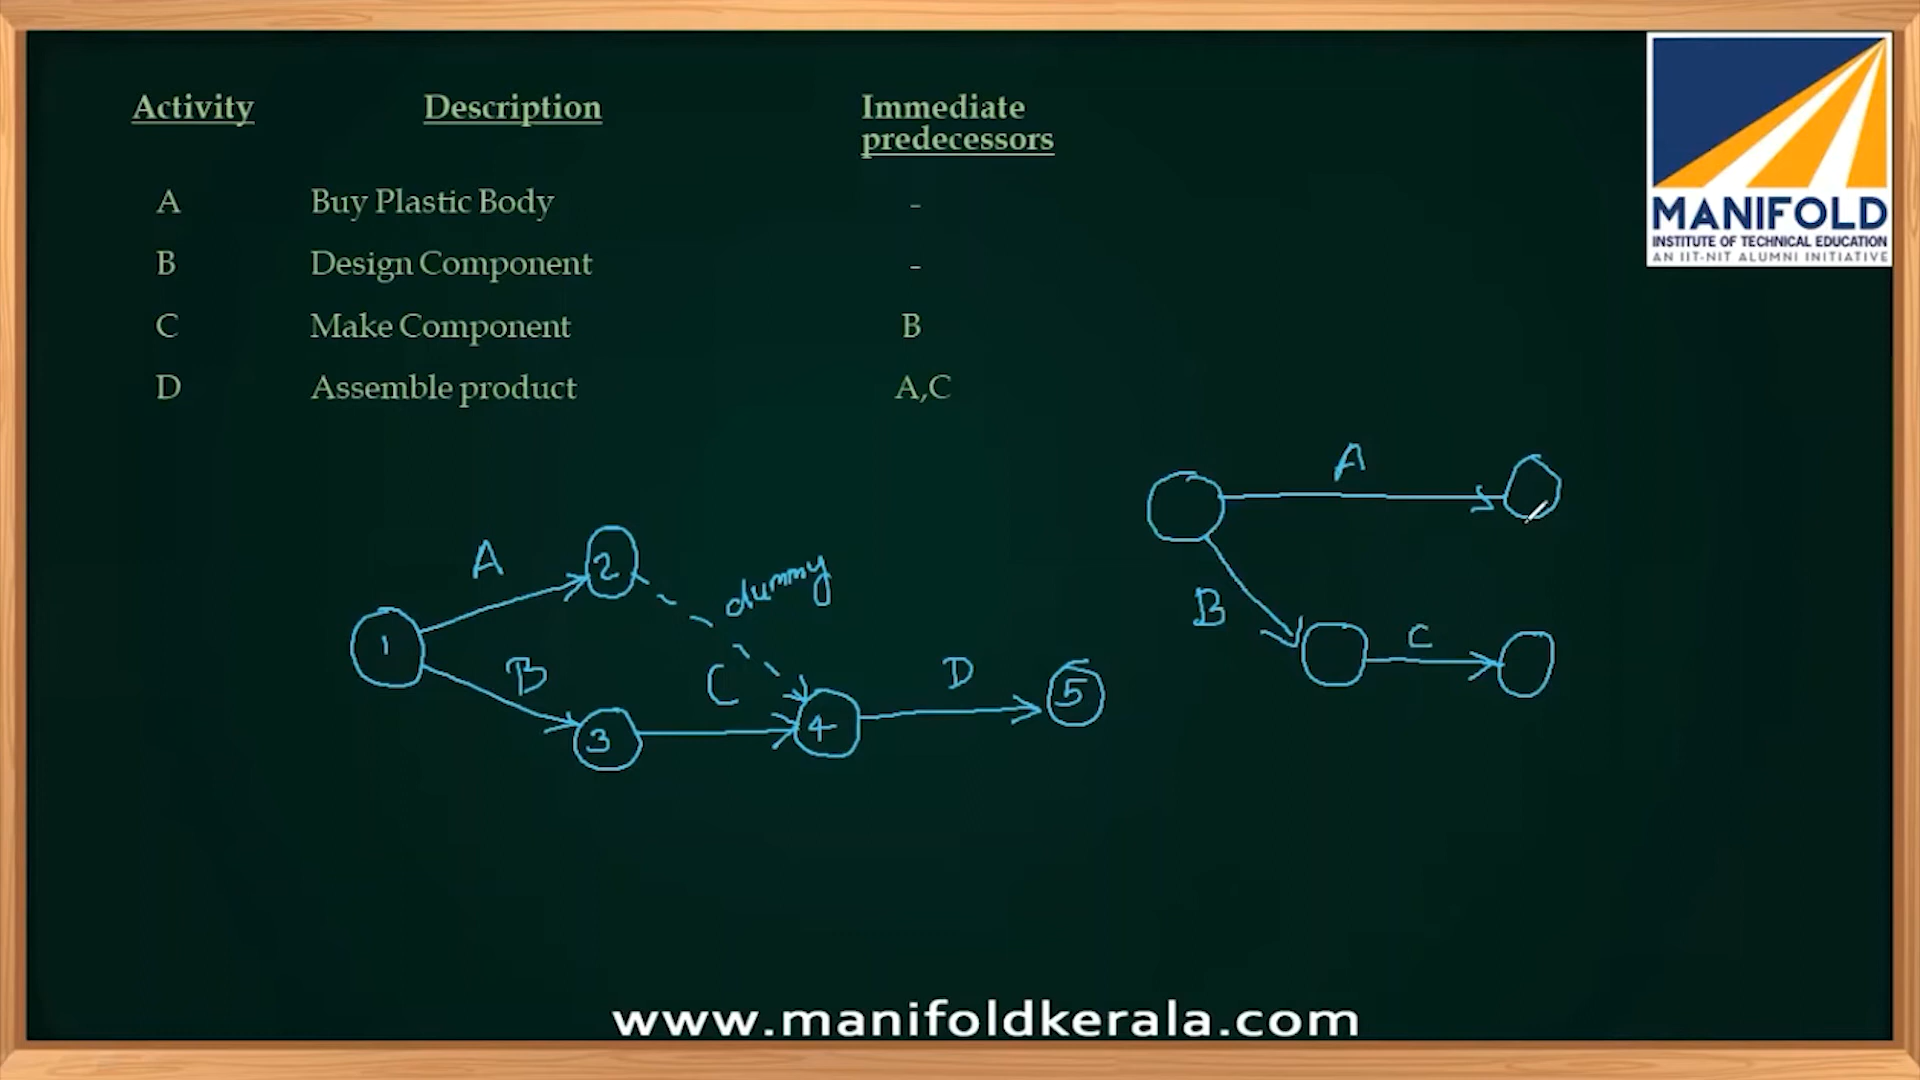 Activity Description Immediate predecessors
A Buy Plastic Body -
B Design Component -
C Make Component B
D Assemble product A,C
MANIFOLD
INSTITUTE OF TECHNICAL EDUCATION
AN IIT-NIT ALUMNI INITIATIVE
A
A
2
dummy
1
B
B
C
C
D
5
3
4
www.manifoldkerala.com